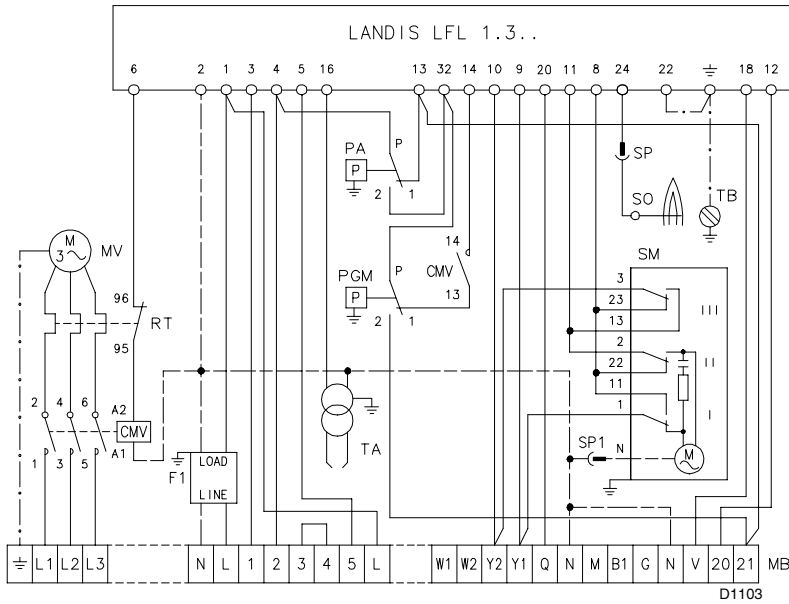 LANDIS LFL 1.3..
6 2 1 3 4 5 16 13 32 14 10 9 20 11 8 24 22 18 12
PA P
P
2 1
SP
SO TB
MV
M
3
14
CMV
13
PGM P
P
2 1
SM
3
23
13
III
2
22
II
11
1
I
96
RT
95
2 4 6 A2
CMV
1 3 5 A1
F1 LOAD
LINE
TA
SP1 N M
L1 L2 L3 N L 1 2 3 4 5 L W1 W2 Y2 Y1 Q N M B1 G N V 20 21 MB
D1103